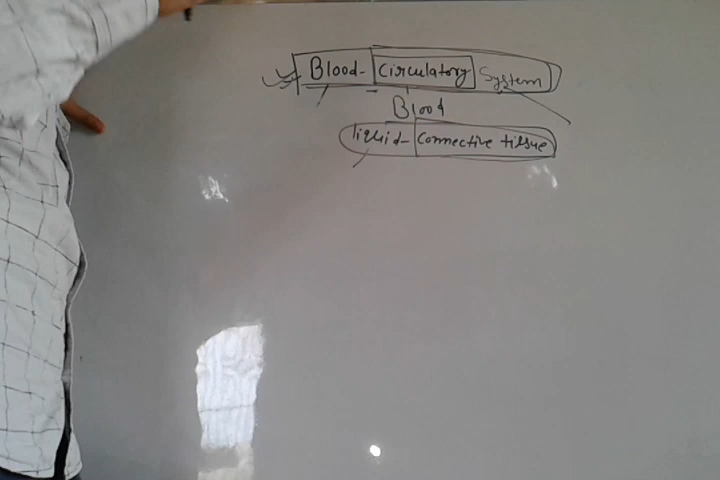 Blood- Circulatory System
Blood
liquid- Connective tissue